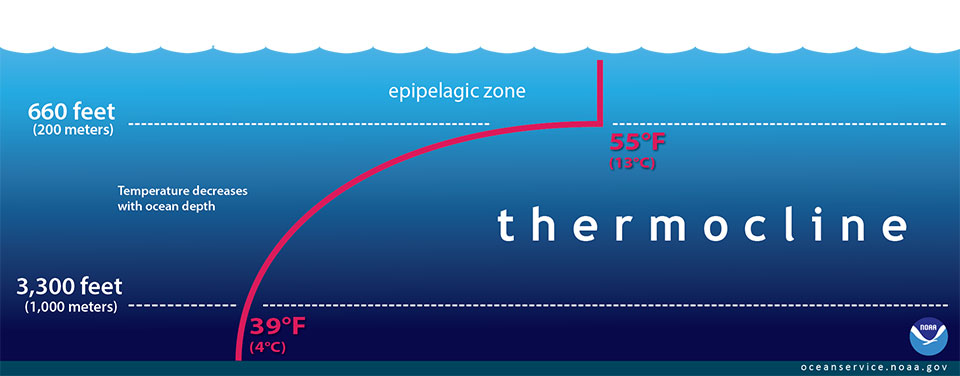 epipelagic zone
660 feet
(200 meters)
55°F
(13°C)
Temperature decreases
with ocean depth
thermocline
3,300 feet
(1,000 meters)
39°F
(4°C)
NOAA
oceanservice.noaa.gov